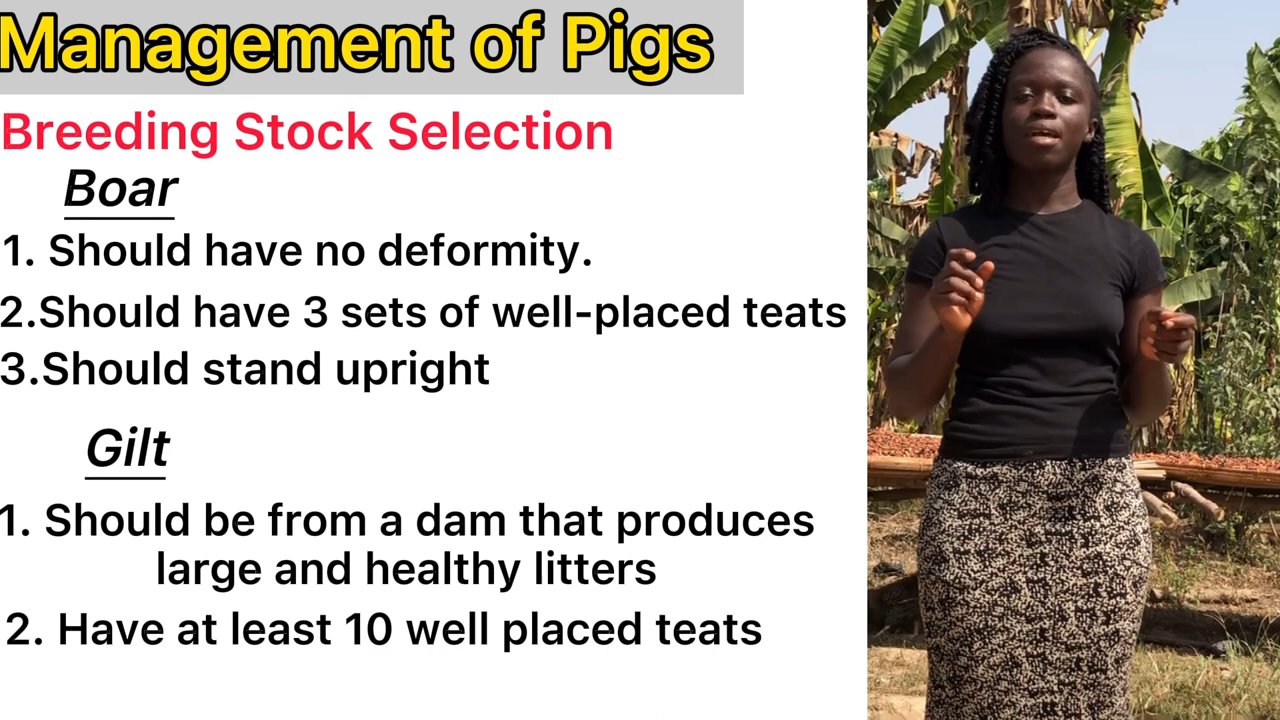 Management of Pigs
Breeding Stock Selection
Boar
1. Should have no deformity.
2.Should have 3 sets of well-placed teats
3.Should stand upright
Gilt
1. Should be from a dam that produces
large and healthy litters
2. Have at least 10 well placed teats